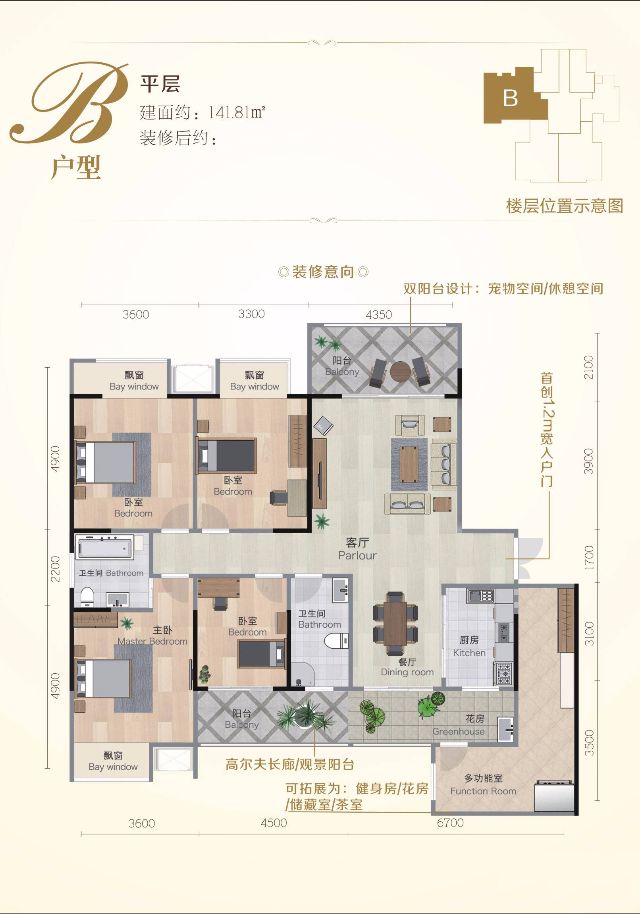 B
户型
平层
建面约：141.81㎡
装修后约：
B
楼层位置示意图
◎装修意向◎
双阳台设计：宠物空间/休憩空间
3600
3300
4350
飘窗
Bay window
飘窗
Bay window
阳台
Balcony
2100
首创1.2m宽入户门
4900
3900
卧室
Bedroom
卧室
Bedroom
客厅
Parlour
2200
1700
卫生间 Bathroom
主卧
Master Bedroom
卧室
Bedroom
卫生间
Bathroom
餐厅
Dining room
厨房
Kitchen
3100
4900
阳台
Balcony
花房
Greenhouse
3500
飘窗
Bay window
高尔夫长廊/观景阳台
可拓展为：健身房/花房
/储藏室/茶室
多功能室
Function Room
3600
4500
6700